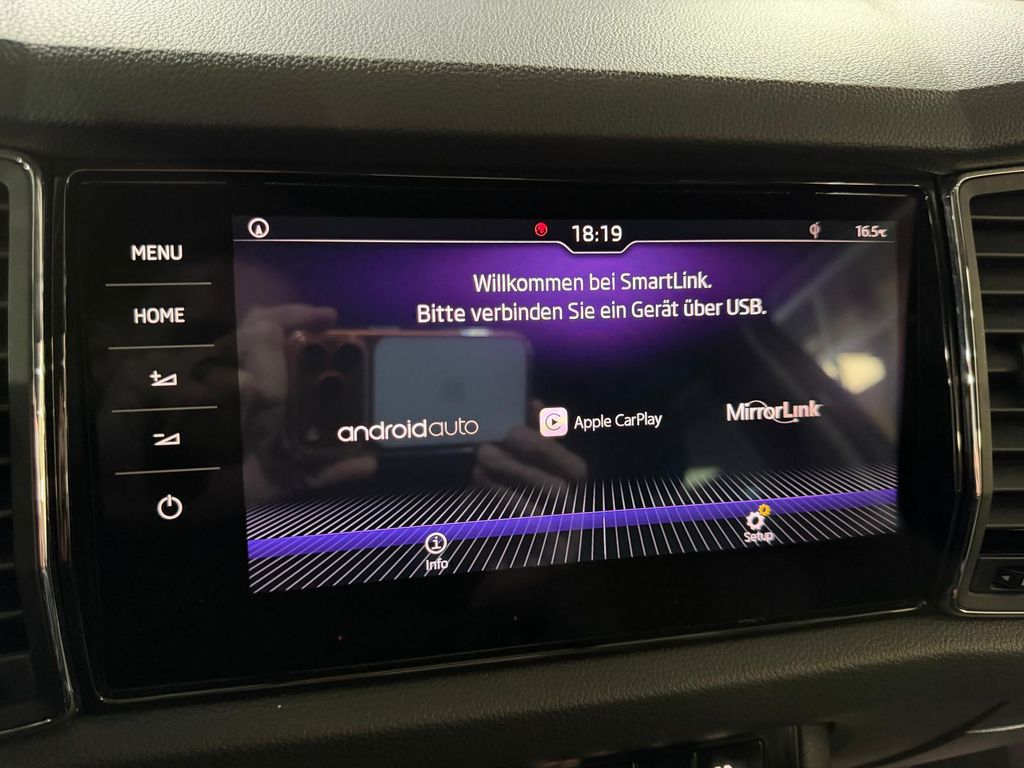 MENU
HOME
18:19
16.5°C
Willkommen bei SmartLink.
Bitte verbinden Sie ein Gerät über USB.
androidauto
Apple CarPlay
MirrorLink
Info
Setup